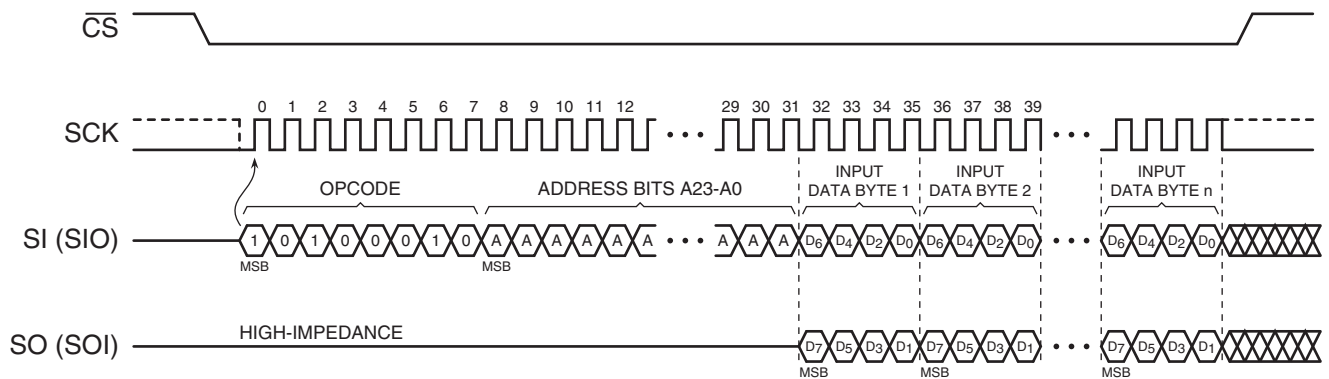 CS
0 1 2 3 4 5 6 7 8 9 10 11 12 29 30 31 32 33 34 35 36 37 38 39
SCK
OPCODE ADDRESS BITS A23-A0 INPUT DATA BYTE 1 INPUT DATA BYTE 2 INPUT DATA BYTE n
SI (SIO) 1 0 1 0 0 0 1 0 A A A A A A A A A D6 D4 D2 D0 D6 D4 D2 D0 D6 D4 D2 D0
MSB MSB
HIGH-IMPEDANCE
SO (SOI) D7 D5 D3 D1 D7 D5 D3 D1 D7 D5 D3 D1
MSB MSB MSB